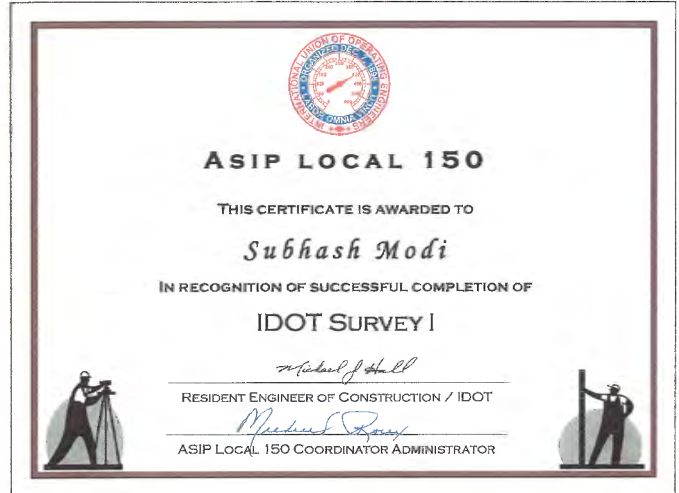 INTERNATIONAL UNION OF OPERATING ENGINEERS
ORGANIZED DEC. 7, 1896
LABOR OMNIA VINCIT
ASIP LOCAL 150
THIS CERTIFICATE IS AWARDED TO
Subhash Modi
IN RECOGNITION OF SUCCESSFUL COMPLETION OF
IDOT SURVEY I
Michael J Hall
RESIDENT ENGINEER OF CONSTRUCTION / IDOT
ASIP LOCAL 150 COORDINATOR ADMINISTRATOR